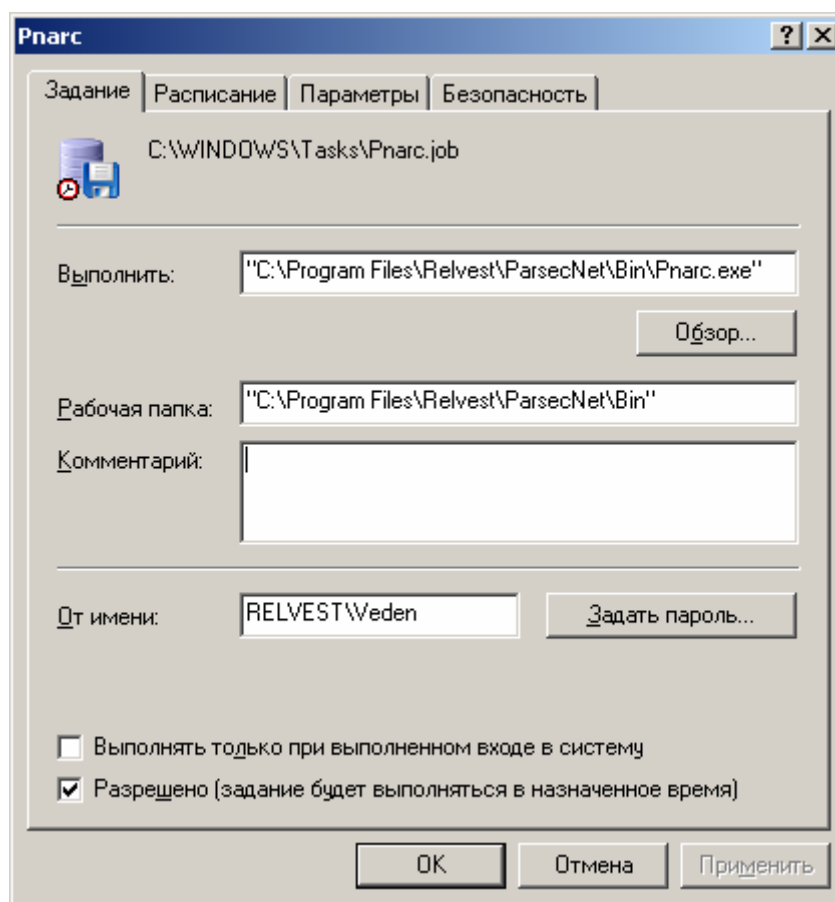 Pnarc
Задание Расписание Параметры Безопасность
C:\WINDOWS\Tasks\Pnarc.job
Выполнить: "C:\Program Files\Relvest\ParsecNet\Bin\Pnarc.exe"
Обзор...
Рабочая папка: "C:\Program Files\Relvest\ParsecNet\Bin"
Комментарий:
От имени: RELVEST\Veden Задать пароль...
Выполнять только при выполненном входе в систему
Разрешено (задание будет выполняться в назначенное время)
OK Отмена Применить